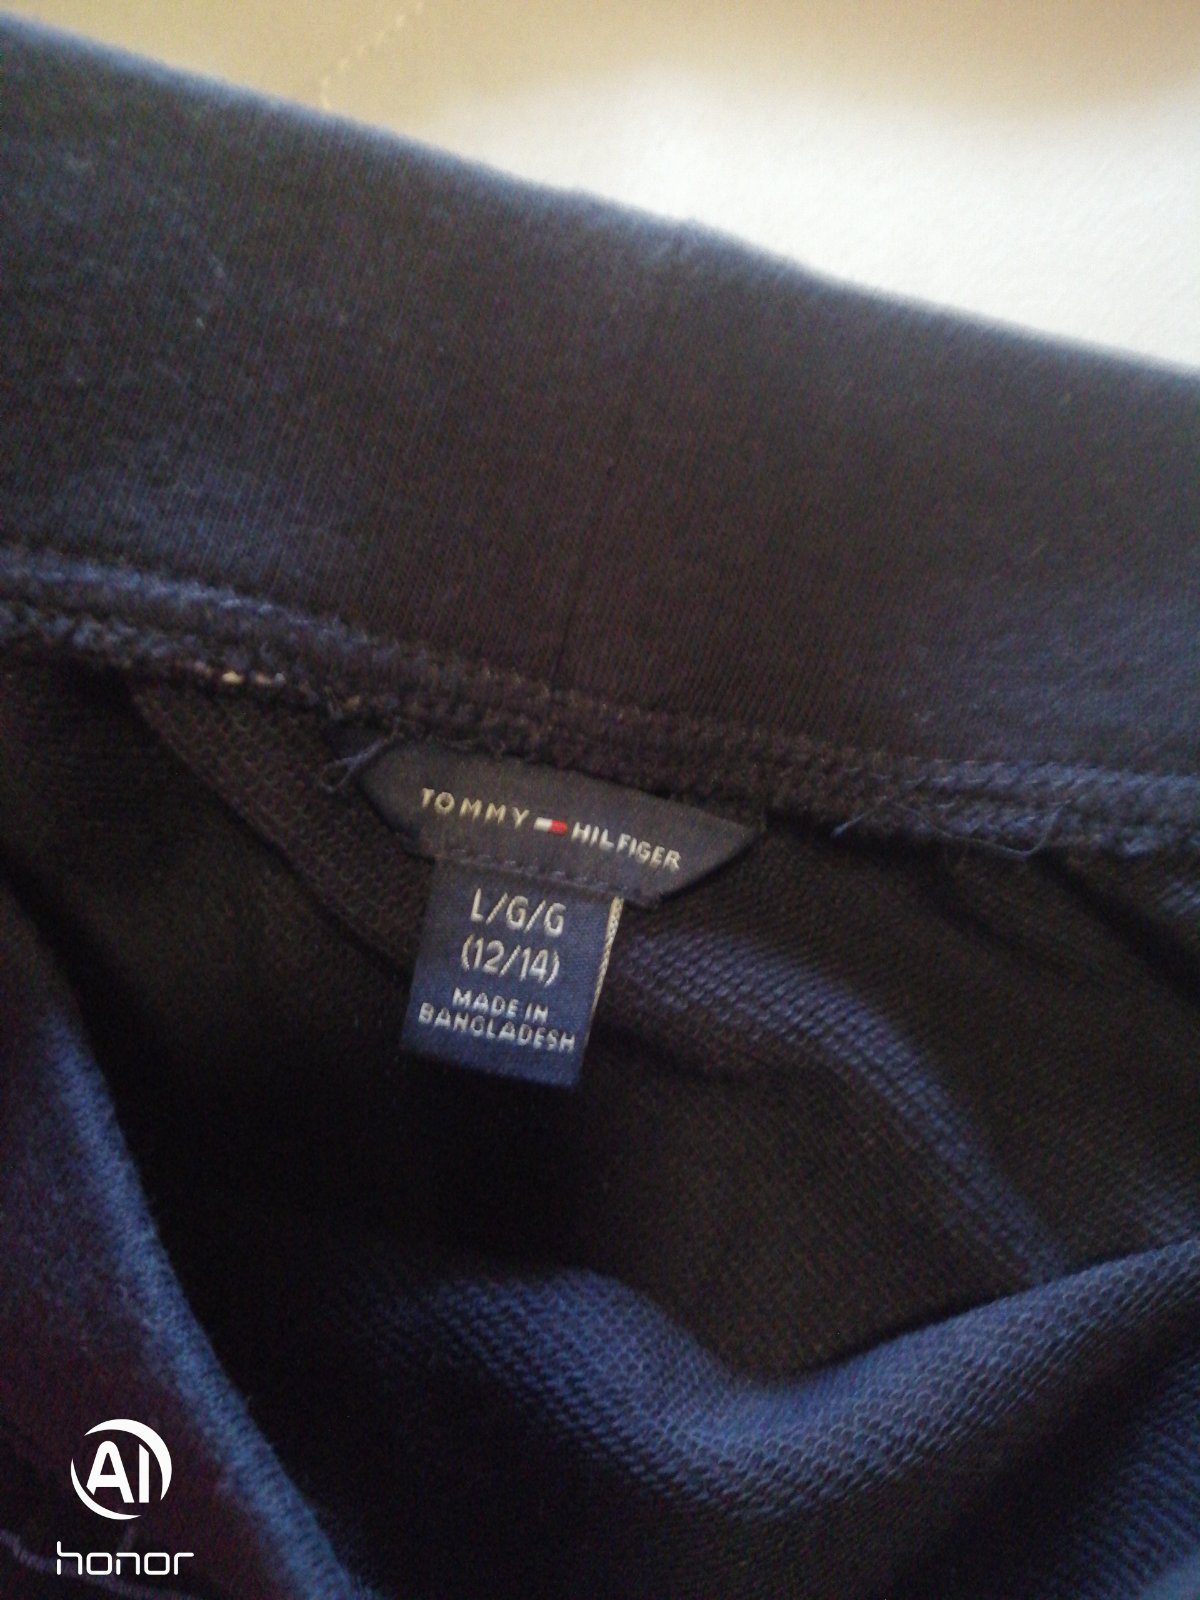 TOMMY HILFIGER
L/G/G
(12/14)
MADE IN
BANGLADESH
AI
honor